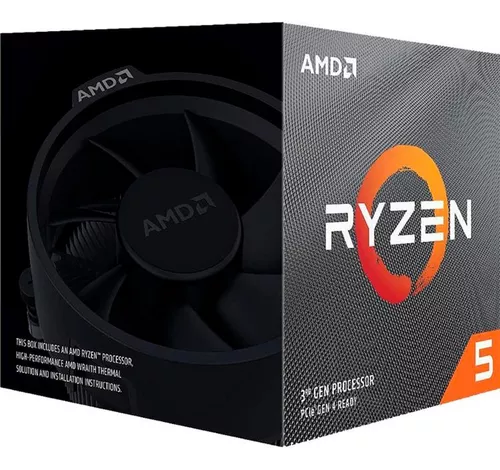 AMD
AMD
THIS BOX INCLUDES AN AMD RYZEN™ PROCESSOR,
HIGH-PERFORMANCE AMD WRAITH THERMAL
SOLUTION AND INSTALLATION INSTRUCTIONS.
AMD
RYZEN
5
3RD GEN PROCESSOR
PCIe GEN 4 READY